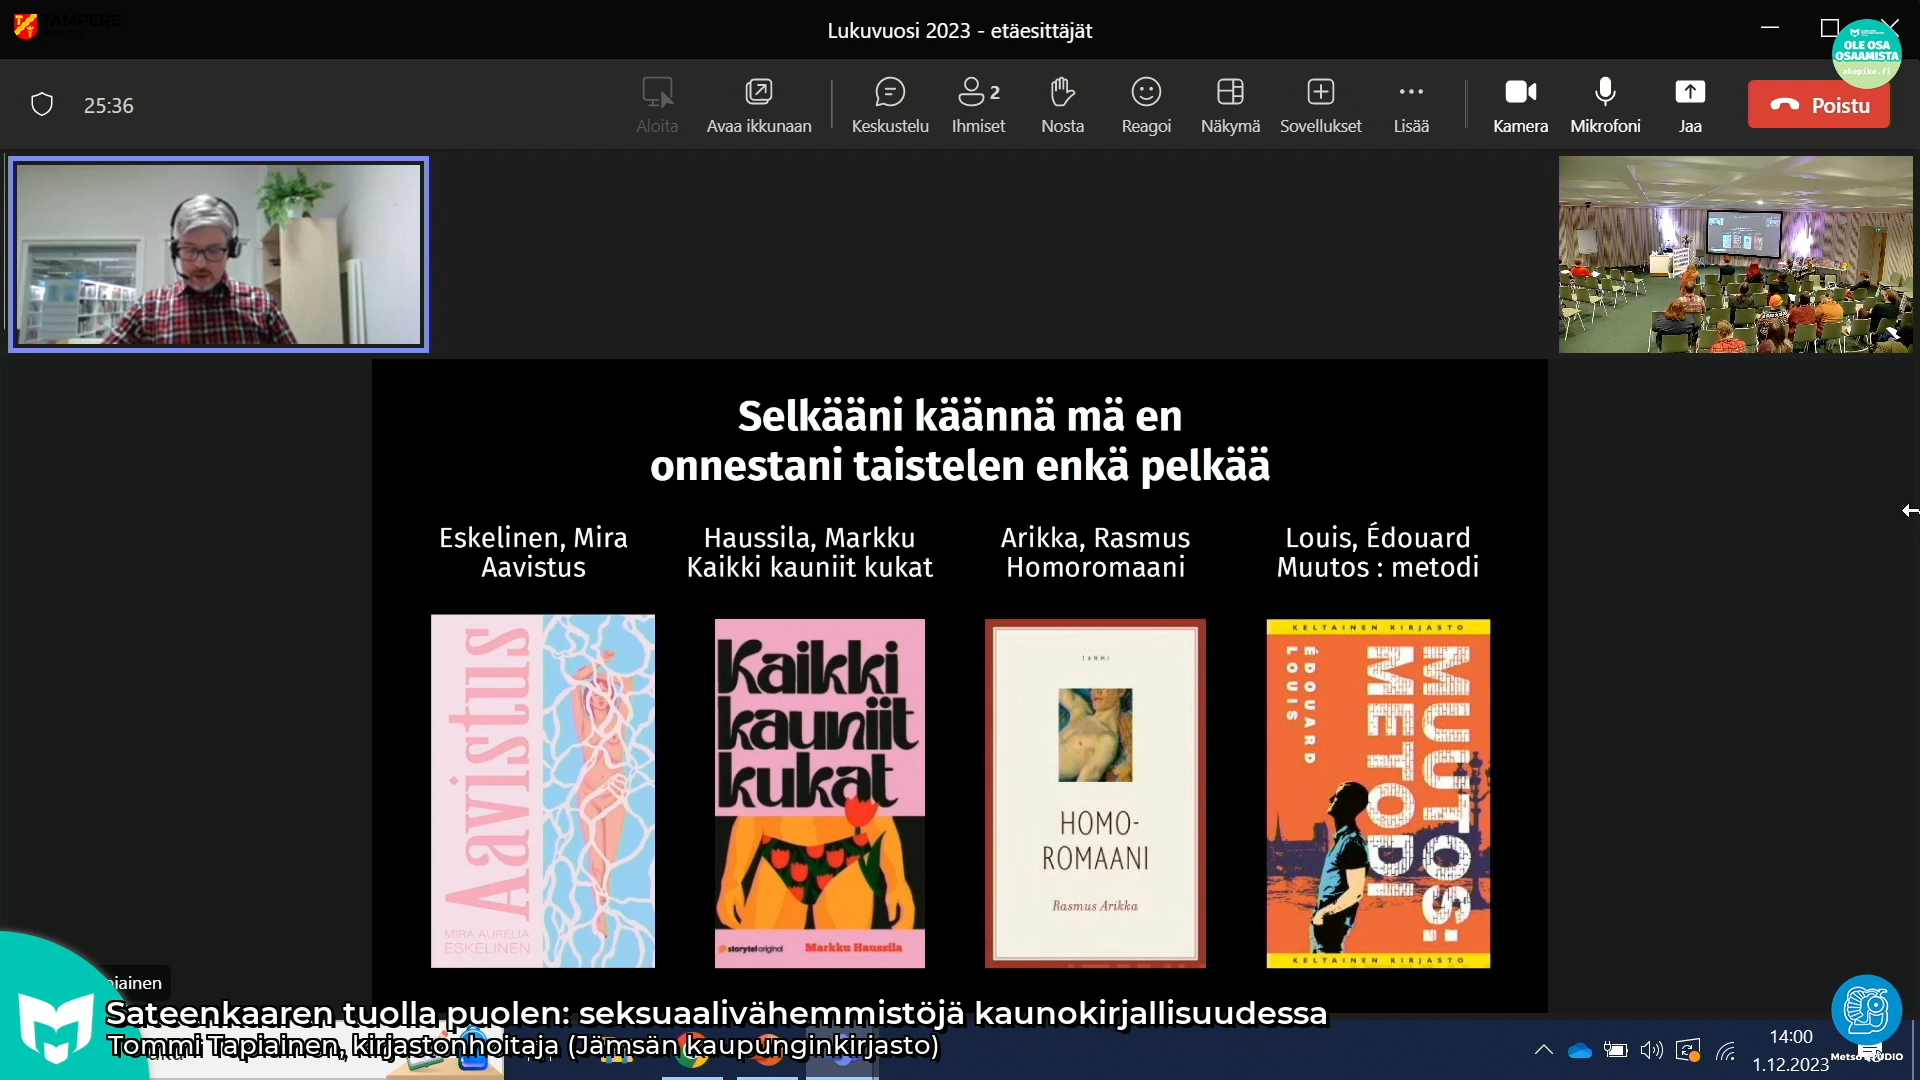 TAMPERE
Lukuvuosi 2023 - etäesittäjät
OLE OSA
OSAAMISTA
akepike.fi
25:36
Aloita
Avaa ikkunaan
Keskustelu
2
Ihmiset
Nosta
Reagoi
Näkymä
Sovellukset
Lisää
Kamera
Mikrofoni
Jaa
Poistu
Selkääni käännä mä en
onnestani taistelen enkä pelkää
Eskelinen, Mira
Aavistus
Haussila, Markku
Kaikki kauniit kukat
Arikka, Rasmus
Homoromaani
Louis, Édouard
Muutos : metodi
Aavistus
MIRA AURELIA
ESKELINEN
Kaikki
kauniit
kukat
storytel original
Markku Haussila
TAMMI
HOMO-
ROMAANI
Rasmus Arikka
KELTAINEN KIRJASTO
ÉDOUARD
LOUIS
MUUTOS:
METODI
KELTAINEN KIRJASTO
Sateenkaaren tuolla puolen: seksuaalivähemmistöjä kaunokirjallisuudessa
Tommi Tapiainen, kirjastonhoitaja (Jämsän kaupunginkirjasto)
14:00
1.12.2023